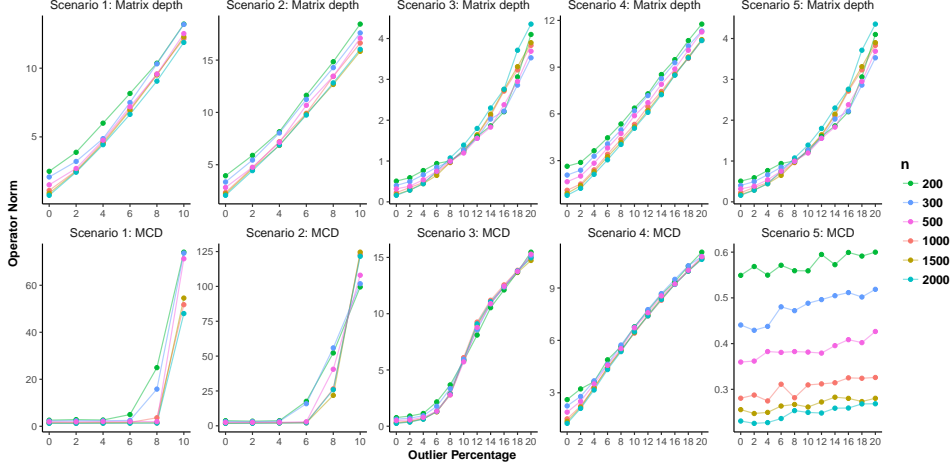 Scenario 1: Matrix depth
Scenario 2: Matrix depth
Scenario 3: Matrix depth
Scenario 4: Matrix depth
Scenario 5: Matrix depth
10
5
0 2 4 6 8 10
15
10
5
0 2 4 6 8 10
4
3
2
1
0
0 2 4 6 8 10 12 14 16 18 20
12
9
6
3
0 2 4 6 8 10 12 14 16 18 20
4
3
2
1
0
0 2 4 6 8 10 12 14 16 18 20
Operator Norm
Scenario 1: MCD
Scenario 2: MCD
Scenario 3: MCD
Scenario 4: MCD
Scenario 5: MCD
60
40
20
0
0 2 4 6 8 10
125
100
75
50
25
0
0 2 4 6 8 10
15
10
5
0
0 2 4 6 8 10 12 14 16 18 20
9
6
3
0 2 4 6 8 10 12 14 16 18 20
0.6
0.5
0.4
0.3
0 2 4 6 8 10 12 14 16 18 20
Outlier Percentage
n
200
300
500
1000
1500
2000